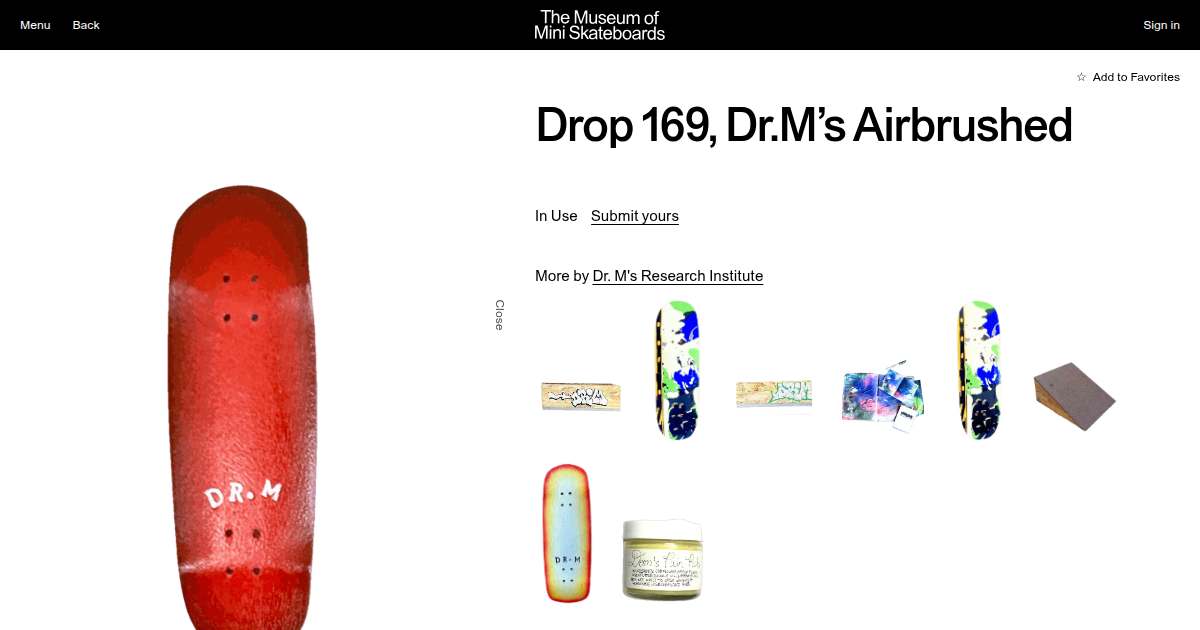 Menu
Back
The Museum of
Mini Skateboards
Sign in
☆ Add to Favorites
Drop 169, Dr.M’s Airbrushed
In Use Submit yours
More by Dr. M's Research Institute
Close
DR.M
DR.M